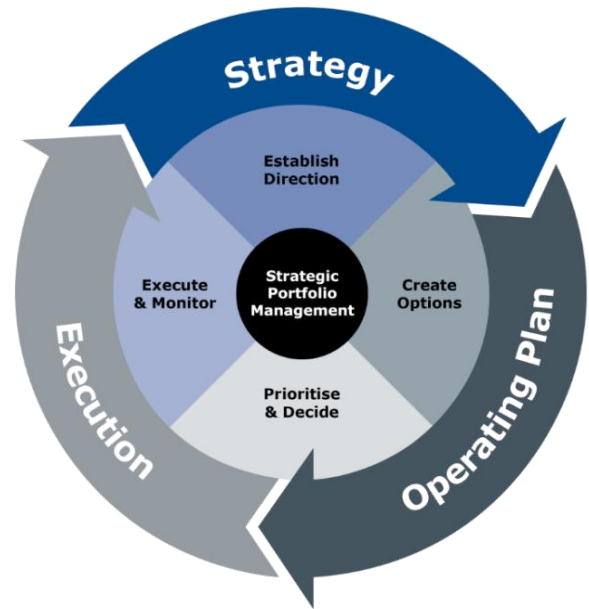 Strategy
Establish
Direction
Execute
& Monitor
Strategic
Portfolio
Management
Create
Options
Prioritise
& Decide
Execution
Operating Plan